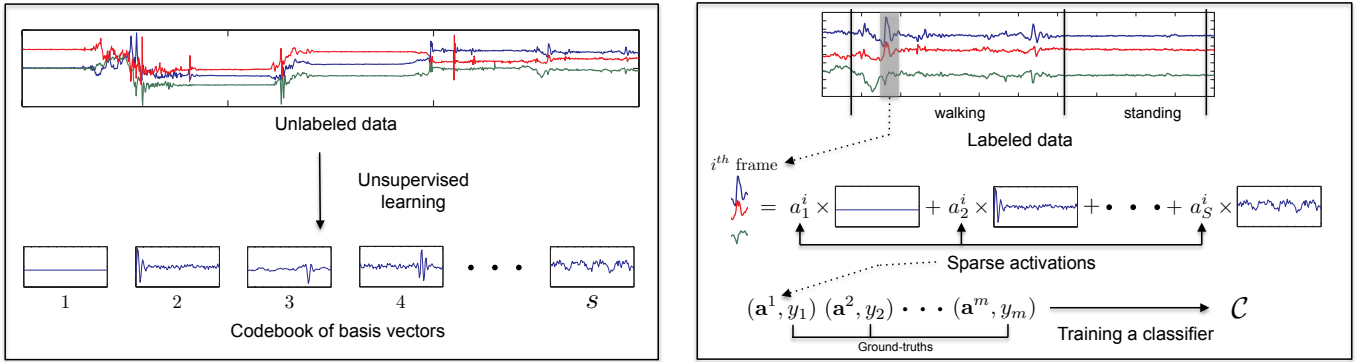 Unlabeled data
Unsupervised
learning
1 2 3 4 • • • s
Codebook of basis vectors
walking standing
Labeled data
i^{th} frame
= a_1^i × + a_2^i × + • • • + a_S^i ×
Sparse activations
(a^1, y_1) (a^2, y_2) • • • (a^m, y_m) Training a classifier C
Ground-truths